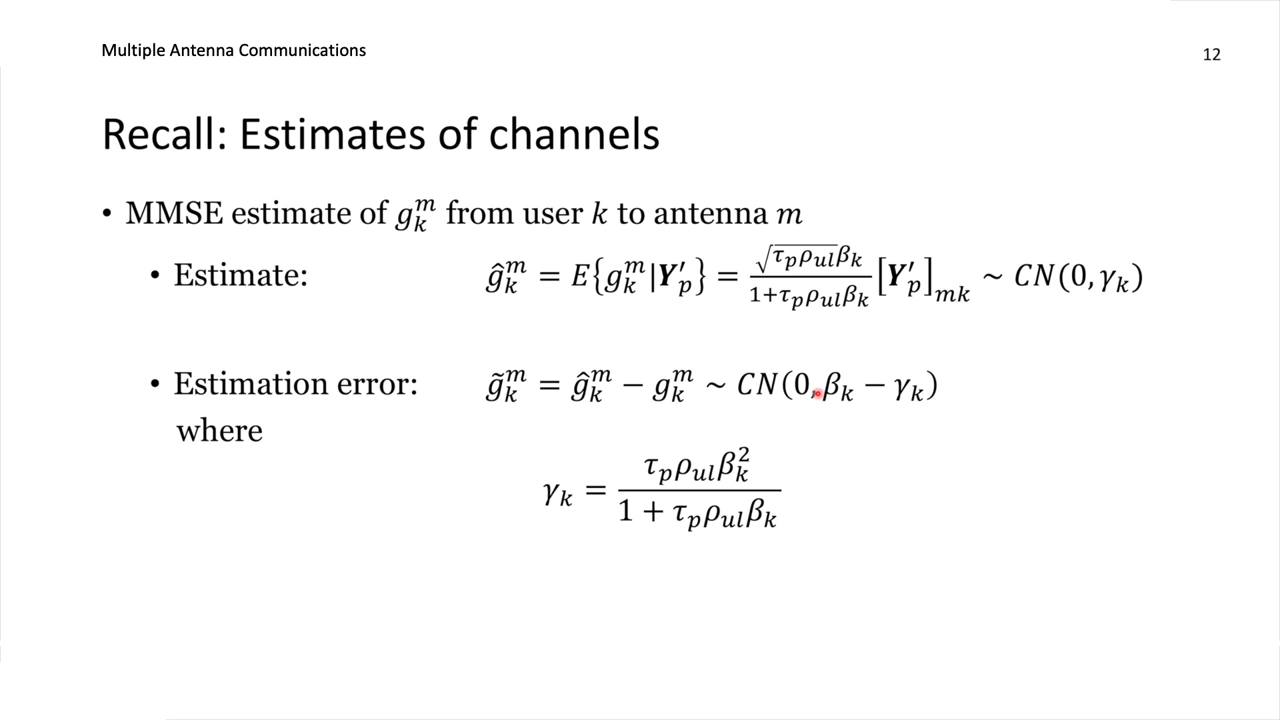 Multiple Antenna Communications
12
Recall: Estimates of channels
• MMSE estimate of $g_k^m$ from user $k$ to antenna $m$
• Estimate: $\hat{g}_k^m = E\{g_k^m | \boldsymbol{Y}_p'\} = \frac{\sqrt{\tau_p \rho_{ul}} \beta_k}{1 + \tau_p \rho_{ul} \beta_k} [\boldsymbol{Y}_p']_{mk} \sim CN(0, \gamma_k)$
• Estimation error: $\tilde{g}_k^m = \hat{g}_k^m - g_k^m \sim CN(0, \beta_k - \gamma_k)$
where
$\gamma_k = \frac{\tau_p \rho_{ul} \beta_k^2}{1 + \tau_p \rho_{ul} \beta_k}$